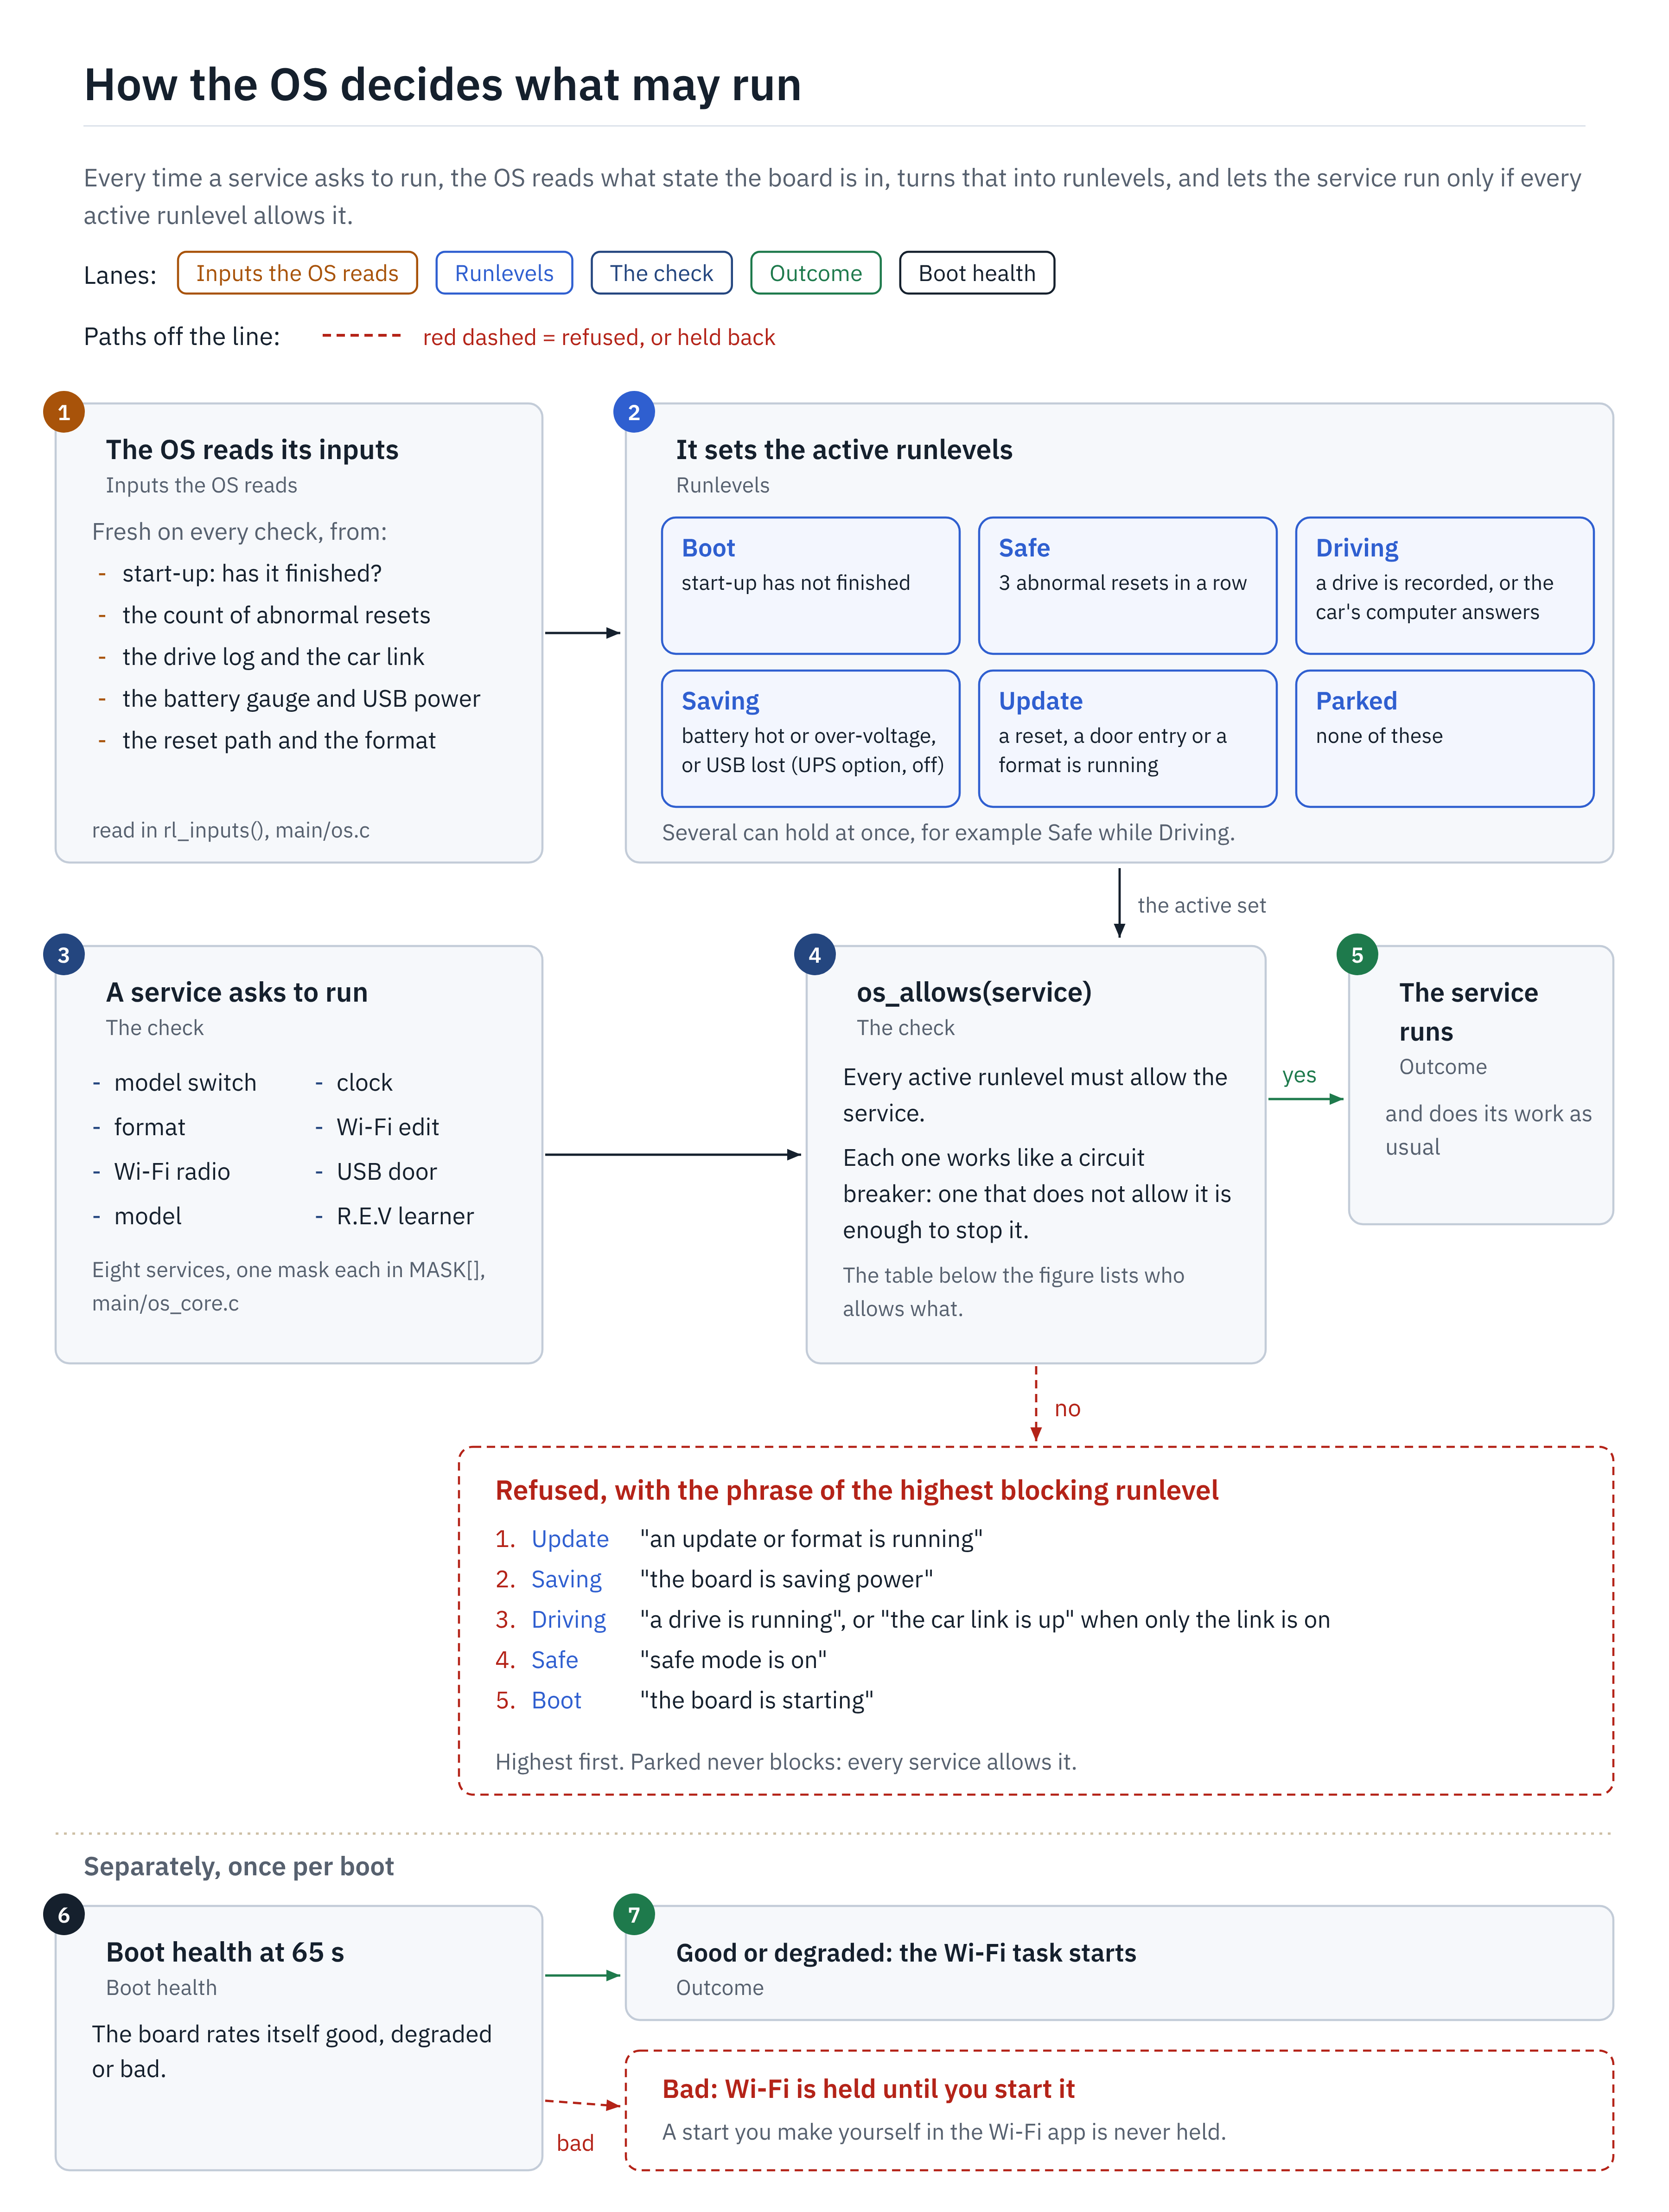 How the OS decides what may run
Every time a service asks to run, the OS reads what state the board is in, turns that into runlevels, and lets the service run only if every
active runlevel allows it.
Lanes: Inputs the OS reads Runlevels The check Outcome Boot health
Paths off the line: red dashed = refused, or held back
1
The OS reads its inputs
Inputs the OS reads
Fresh on every check, from:
- start-up: has it finished?
- the count of abnormal resets
- the drive log and the car link
- the battery gauge and USB power
- the reset path and the format
read in rl_inputs(), main/os.c
2
It sets the active runlevels
Runlevels
Boot
start-up has not finished
Safe
3 abnormal resets in a row
Driving
a drive is recorded, or the
car's computer answers
Saving
battery hot or over-voltage,
or USB lost (UPS option, off)
Update
a reset, a door entry or a
format is running
Parked
none of these
Several can hold at once, for example Safe while Driving.
the active set
3
A service asks to run
The check
- model switch
- format
- Wi-Fi radio
- model
- clock
- Wi-Fi edit
- USB door
- R.E.V learner
Eight services, one mask each in MASK[],
main/os_core.c
4
os_allows(service)
The check
Every active runlevel must allow the
service.
Each one works like a circuit
breaker: one that does not allow it is
enough to stop it.
The table below the figure lists who
allows what.
yes
5
The service
runs
Outcome
and does its work as
usual
no
Refused, with the phrase of the highest blocking runlevel
1. Update "an update or format is running"
2. Saving "the board is saving power"
3. Driving "a drive is running", or "the car link is up" when only the link is on
4. Safe "safe mode is on"
5. Boot "the board is starting"
Highest first. Parked never blocks: every service allows it.
Separately, once per boot
6
Boot health at 65 s
Boot health
The board rates itself good, degraded
or bad.
7
Good or degraded: the Wi-Fi task starts
Outcome
bad
Bad: Wi-Fi is held until you start it
A start you make yourself in the Wi-Fi app is never held.